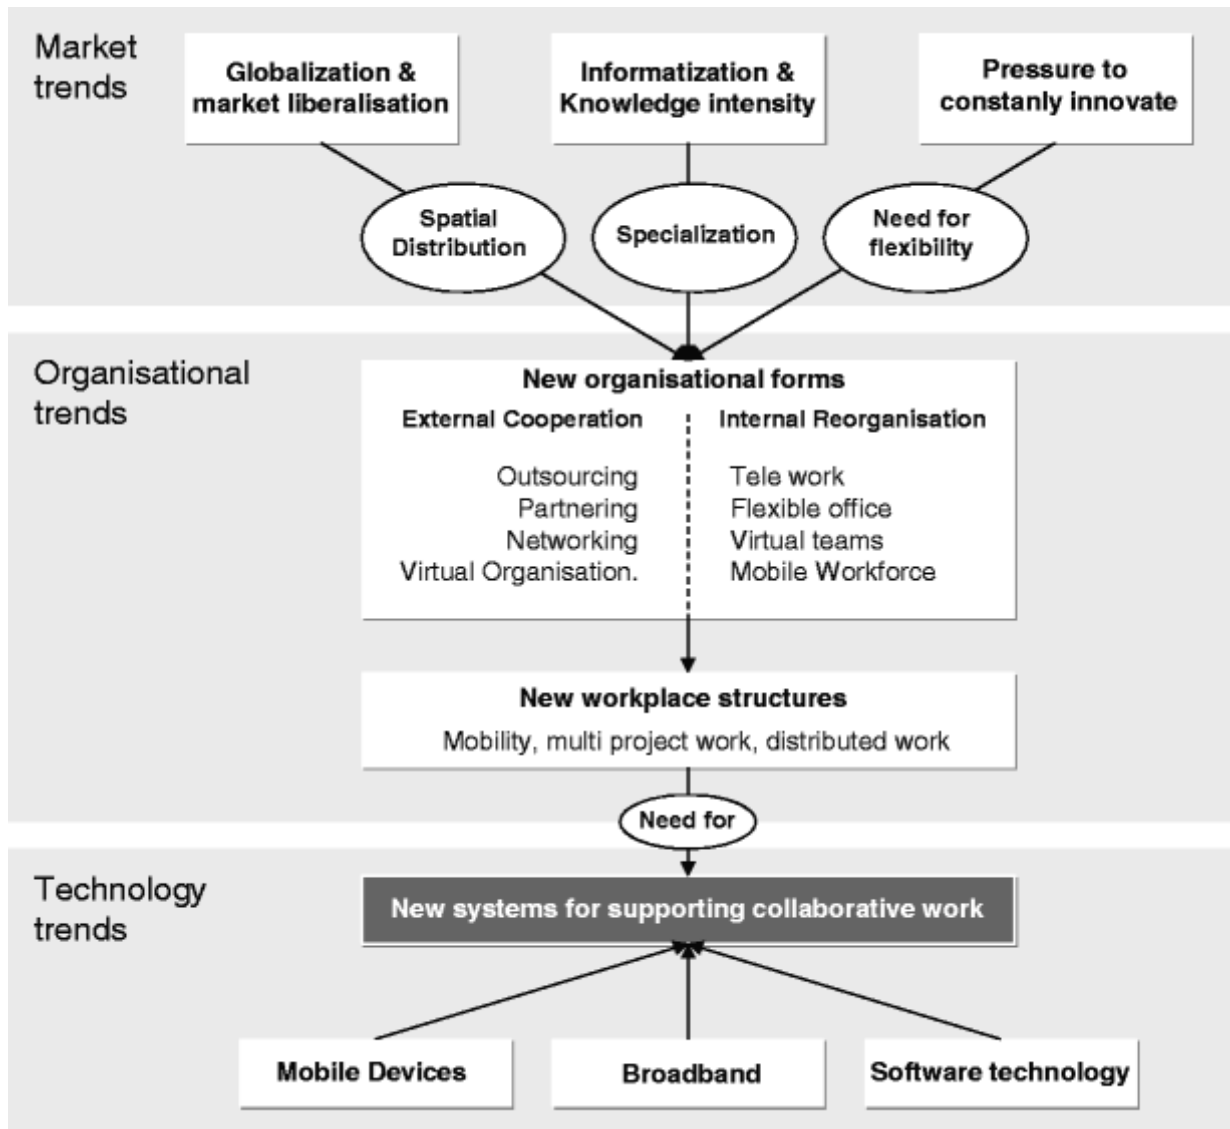 Market
trends
Globalization &
market liberalisation
Informatization &
Knowledge intensity
Pressure to
constanly innovate
Spatial
Distribution
Specialization
Need for
flexibility
Organisational
trends
New organisational forms
External Cooperation
Outsourcing
Partnering
Networking
Virtual Organisation.
Internal Reorganisation
Tele work
Flexible office
Virtual teams
Mobile Workforce
New workplace structures
Mobility, multi project work, distributed work
Need for
Technology
trends
New systems for supporting collaborative work
Mobile Devices
Broadband
Software technology